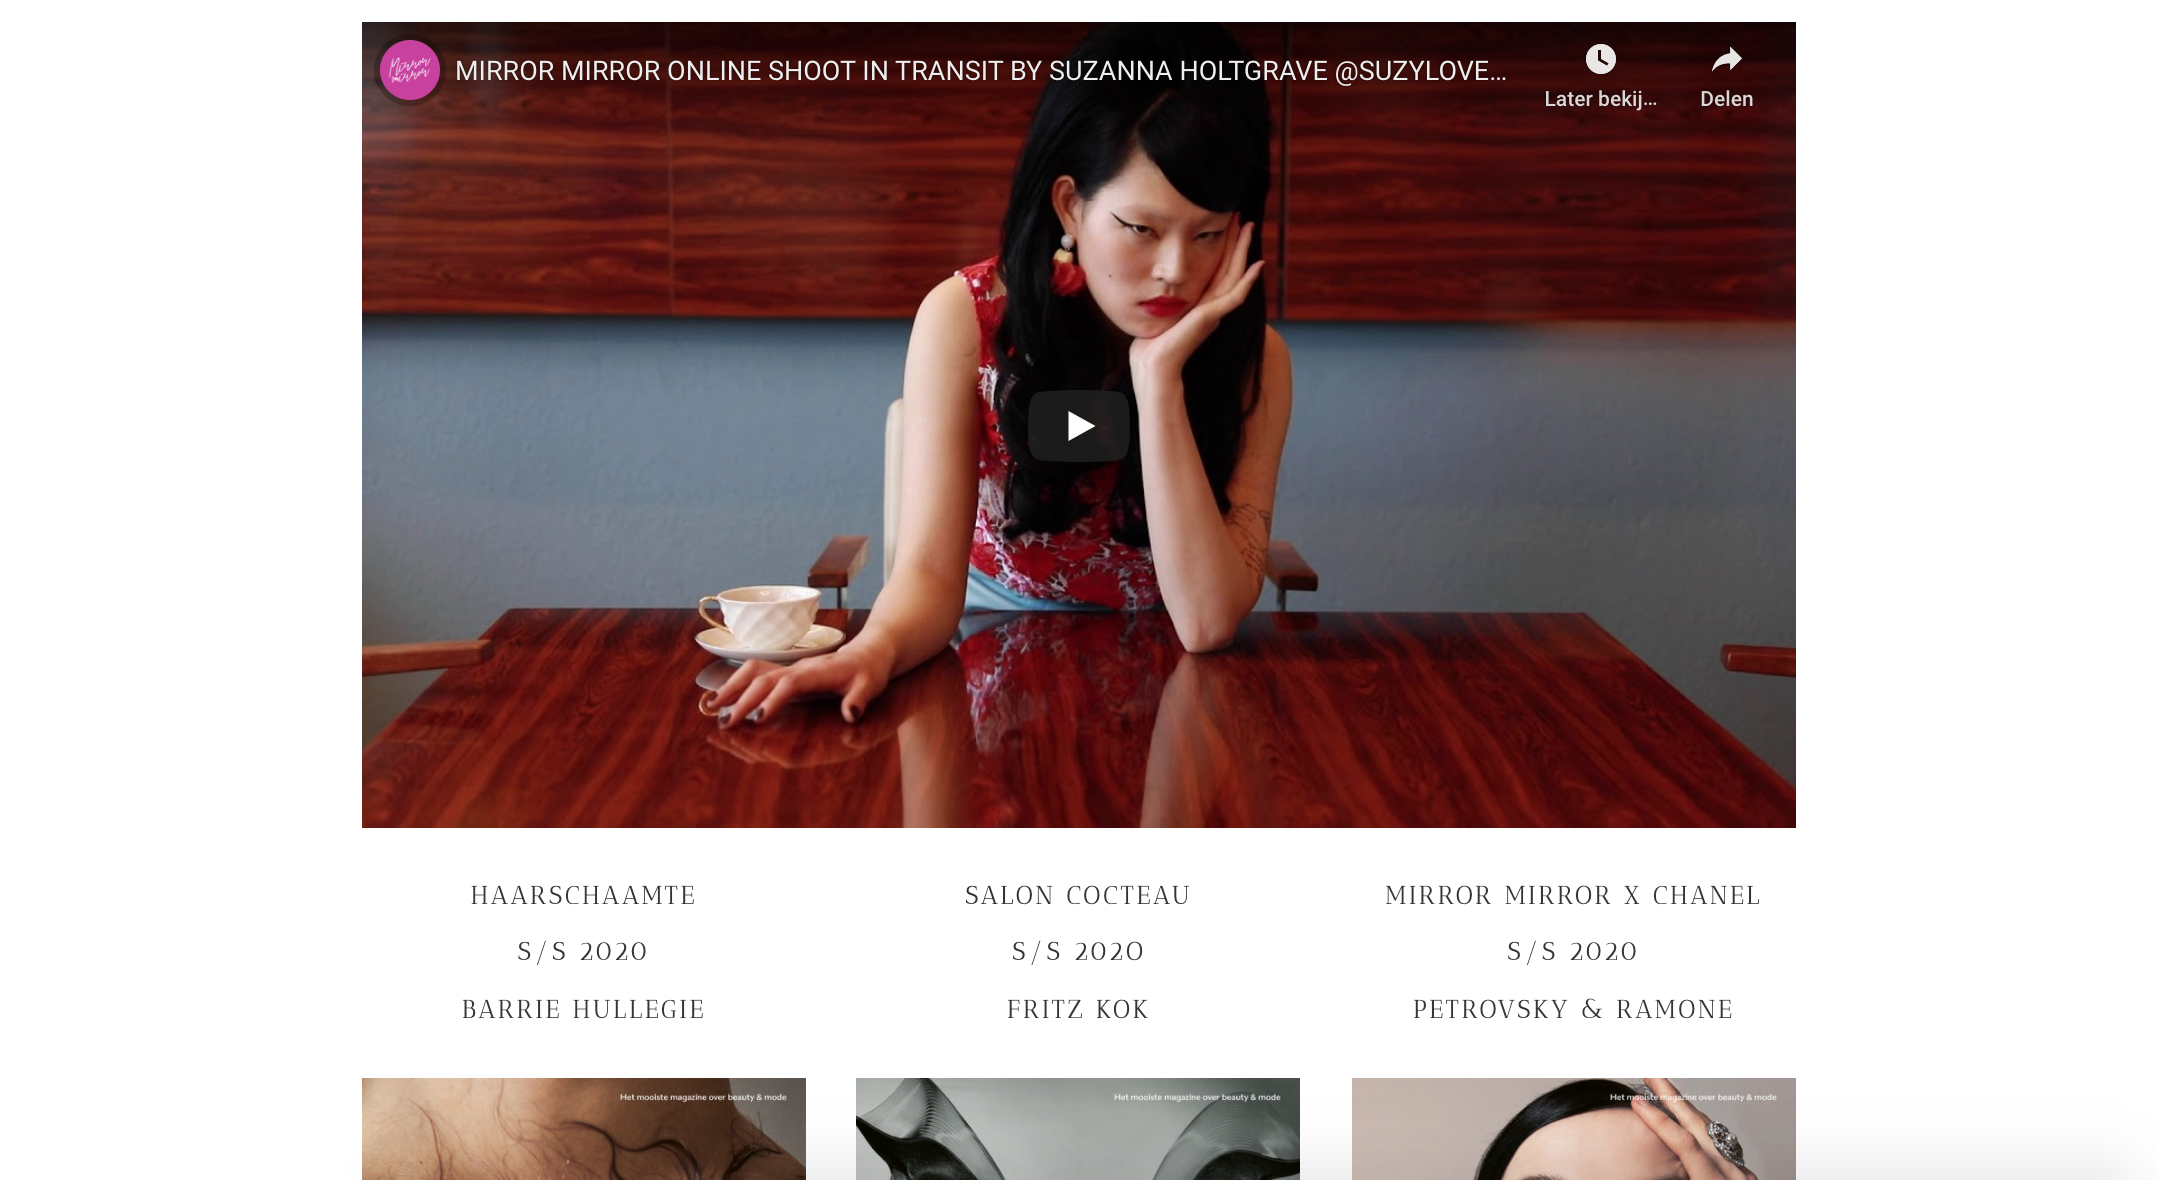 Mirror mirror
MIRROR MIRROR ONLINE SHOOT IN TRANSIT BY SUZANNA HOLTGRAVE @SUZYLOVE...
Later bekij...
Delen
HAARSCHAAMTE
S/S 2020
BARRIE HULLEGIE
SALON COCTEAU
S/S 2020
FRITZ KOK
MIRROR MIRROR X CHANEL
S/S 2020
PETROVSKY & RAMONE
Het mooiste magazine over beauty & mode
Het mooiste magazine over beauty & mode
Het mooiste magazine over beauty & mode